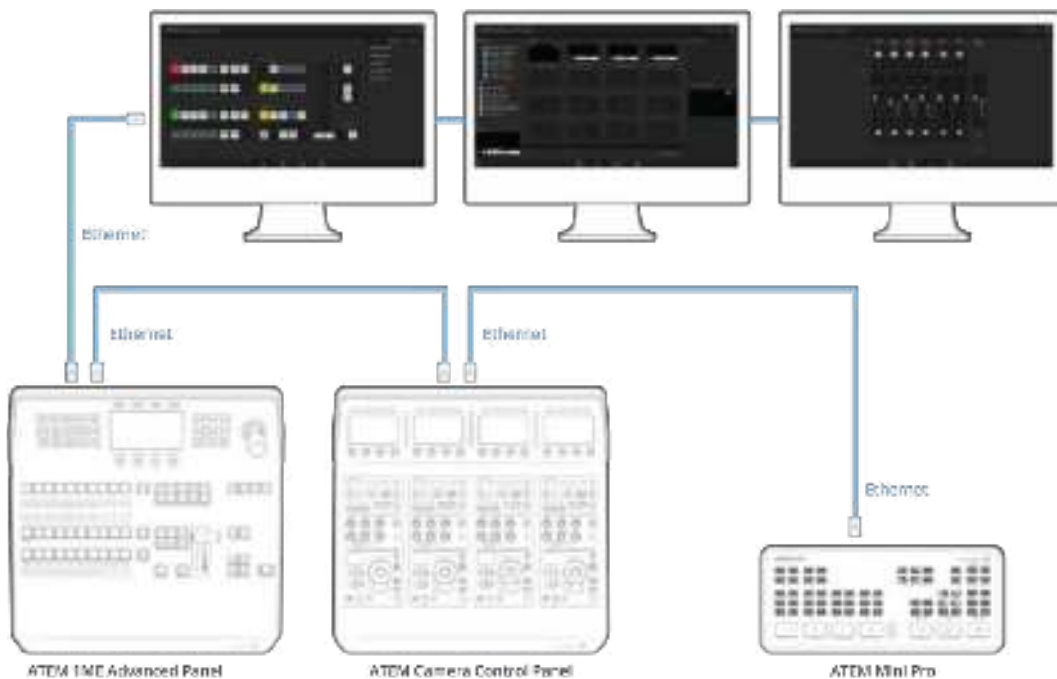 Ethernet
Ethernet
Ethernet
Ethernet
ATEM 1ME Advanced Panel
ATEM Camera Control Panel
ATEM Mini Pro